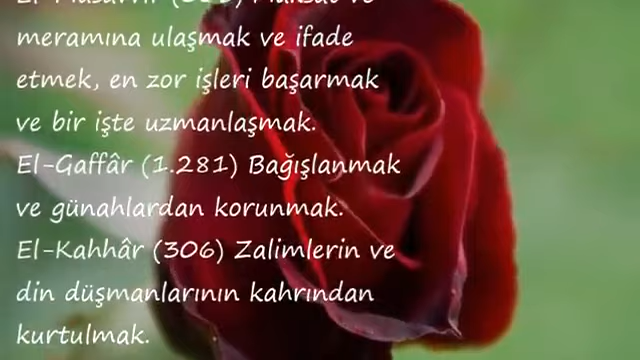 meramına ulaşmak ve ifade
etmek, en zor işleri başarmak
ve bir işte uzmanlaşmak.
El-Gaffâr (1.281) Bağışlanmak
ve günahlardan korunmak.
El-Kahhâr (306) Zalimlerin ve
din düşmanlarının kahrından
kurtulmak.